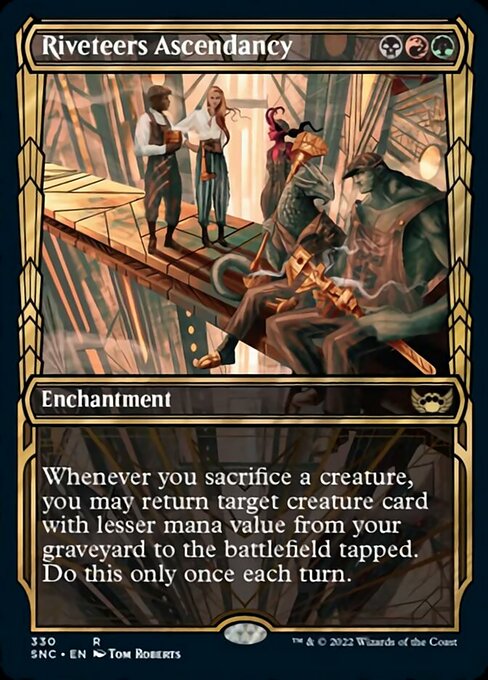 Riveteers Ascendancy
Enchantment
Whenever you sacrifice a creature,
you may return target creature card
with lesser mana value from your
graveyard to the battlefield tapped.
Do this only once each turn.
330 R
SNC • EN Tom Roberts
™ & © 2022 Wizards of the Coast